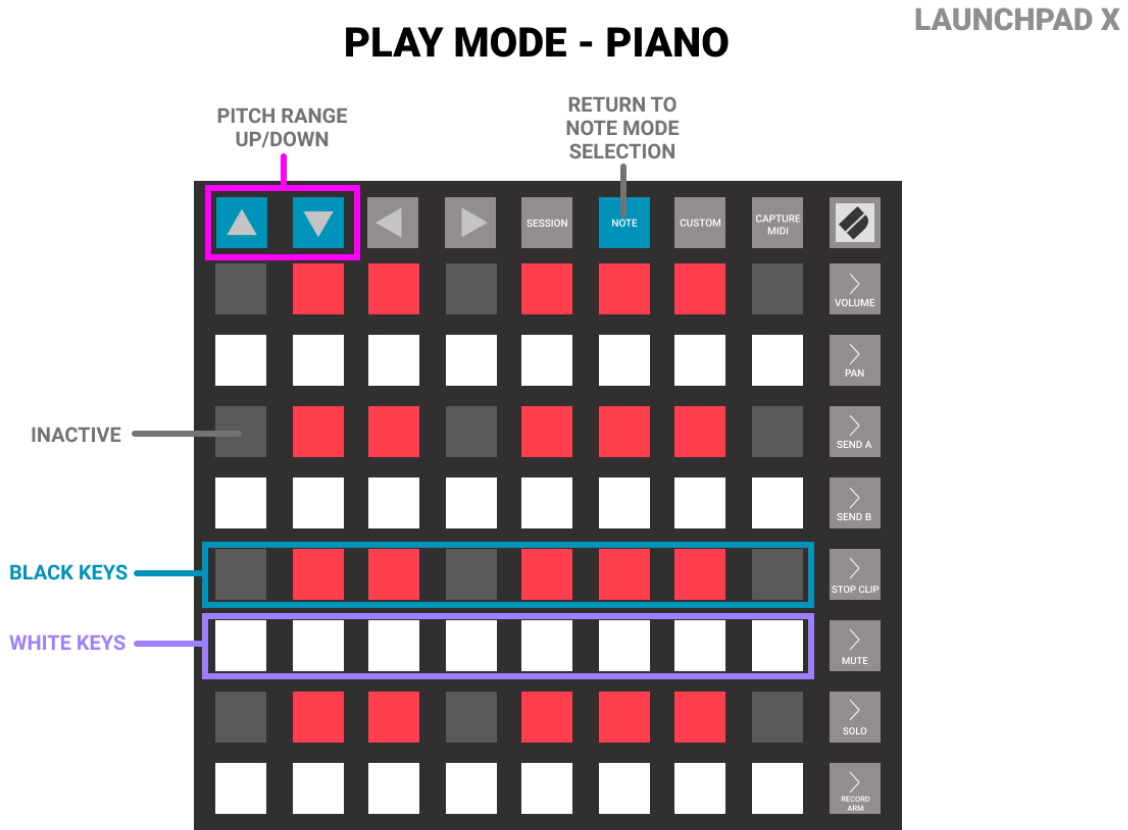 LAUNCHPAD X
PLAY MODE - PIANO
PITCH RANGE
UP/DOWN
RETURN TO
NOTE MODE
SELECTION
SESSION
NOTE
CUSTOM
CAPTURE
MIDI
VOLUME
PAN
INACTIVE
SEND A
SEND B
BLACK KEYS
STOP CLIP
WHITE KEYS
MUTE
SOLO
RECORD
ARM